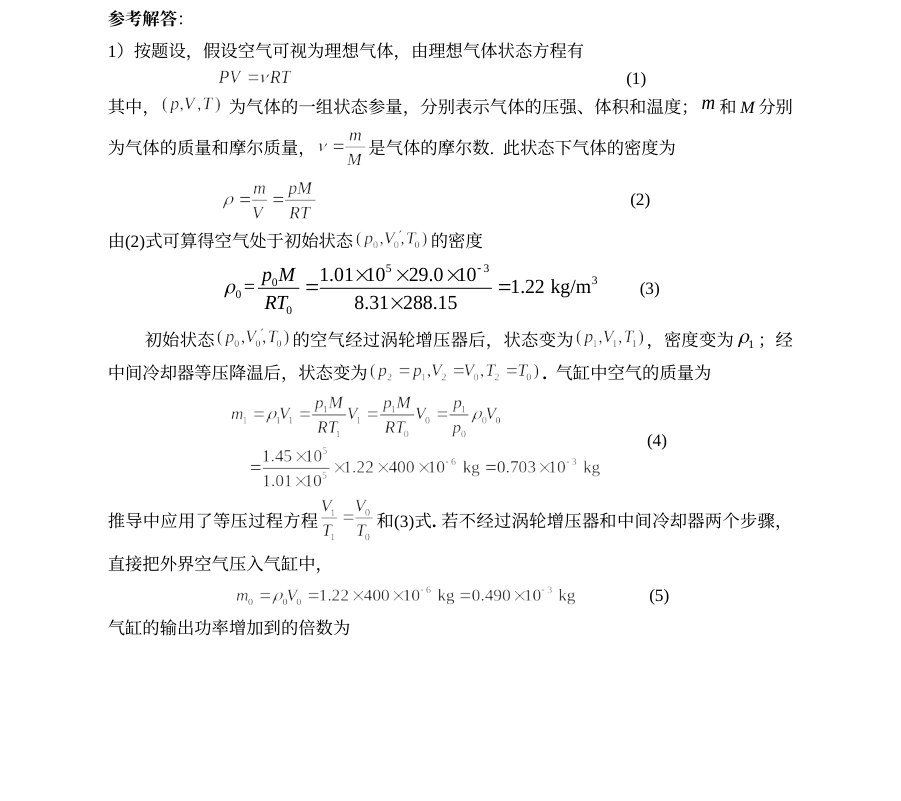 参考解答:
1）按题设，假设空气可视为理想气体，由理想气体状态方程有
PV =νRT (1)
其中，(p,V,T) 为气体的一组状态参量，分别表示气体的压强、体积和温度；m 和 M 分别
为气体的质量和摩尔质量，ν = m/M 是气体的摩尔数. 此状态下气体的密度为
ρ = m/V = pM/RT (2)
由(2)式可算得空气处于初始状态(p₀,V₀′,T₀) 的密度
ρ₀ = p₀M/RT₀ = 1.01×10⁵×29.0×10⁻³/8.31×288.15 =1.22 kg/m³ (3)
初始状态(p₀,V₀′,T₀) 的空气经过涡轮增压器后，状态变为(p₁,V₁,T₁)，密度变为 ρ₁；经
中间冷却器等压降温后，状态变为(p₂ =p₁,V₂ =V₀,T₂ =T₀). 气缸中空气的质量为
m₁ =ρ₁V₁ = p₁M/RT₁ V₁ = p₁M/RT₀ V₀ = p₁/p₀ ρ₀V₀
= 1.45×10⁵/1.01×10⁵ ×1.22×400×10⁻⁶ kg =0.703×10⁻³ kg (4)
推导中应用了等压过程方程 V₁/T₁ = V₀/T₀ 和(3)式. 若不经过涡轮增压器和中间冷却器两个步骤，
直接把外界空气压入气缸中，
m₀ =ρ₀V₀ =1.22×400×10⁻⁶ kg =0.490×10⁻³ kg (5)
气缸的输出功率增加到的倍数为